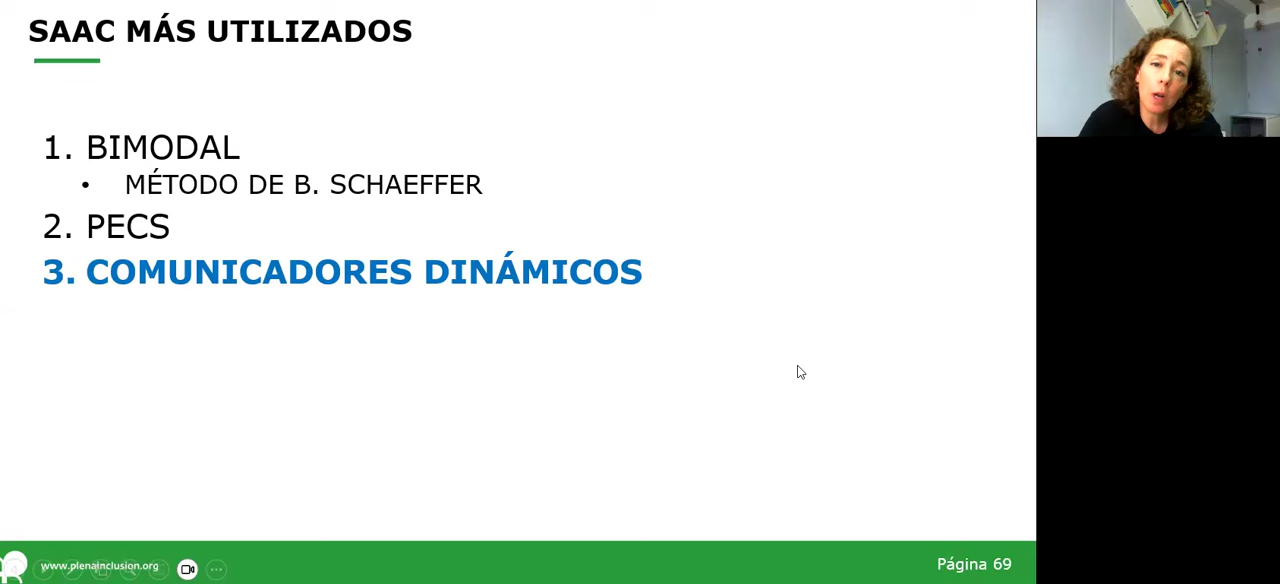 SAAC MÁS UTILIZADOS
1. BIMODAL
• MÉTODO DE B. SCHAEFFER
2. PECS
3. COMUNICADORES DINÁMICOS
www.plenainclusion.org
Página 69